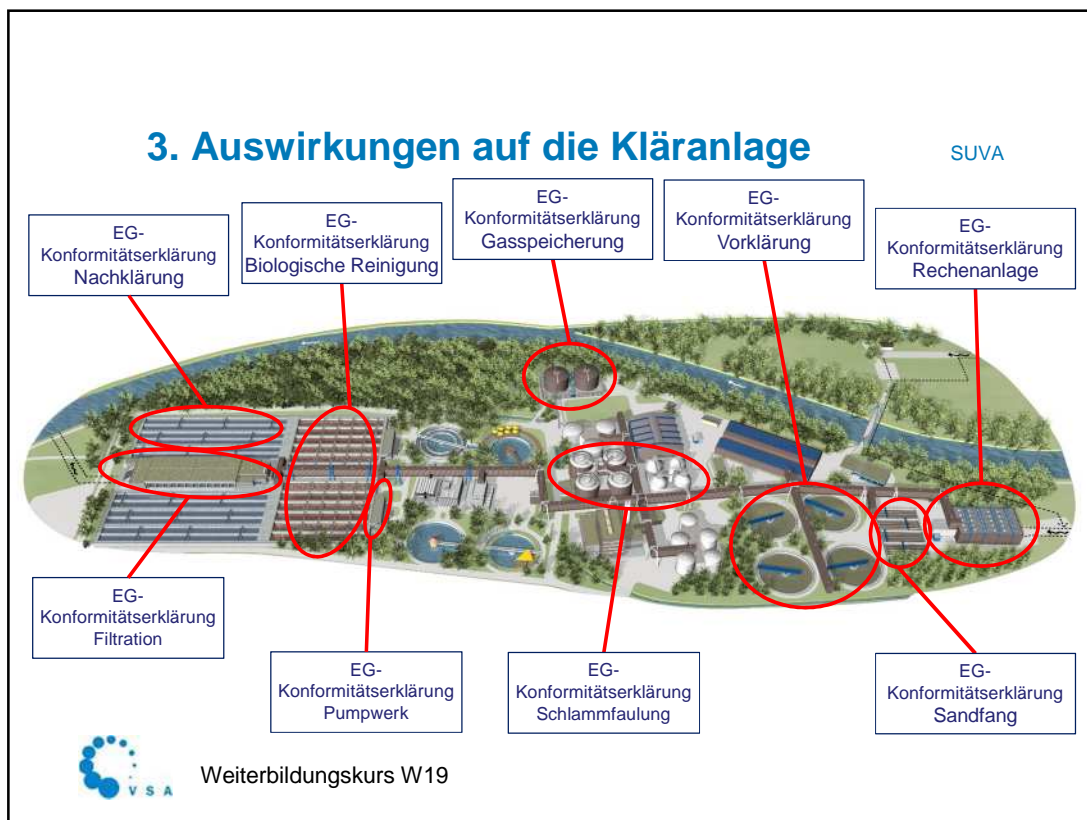 3. Auswirkungen auf die Kläranlage
SUVA
EG-
Konformitätserklärung
Nachklärung
EG-
Konformitätserklärung
Biologische Reinigung
EG-
Konformitätserklärung
Gasspeicherung
EG-
Konformitätserklärung
Vorklärung
EG-
Konformitätserklärung
Rechenanlage
EG-
Konformitätserklärung
Filtration
EG-
Konformitätserklärung
Pumpwerk
EG-
Konformitätserklärung
Schlammfaulung
EG-
Konformitätserklärung
Sandfang
VSA
Weiterbildungskurs W19